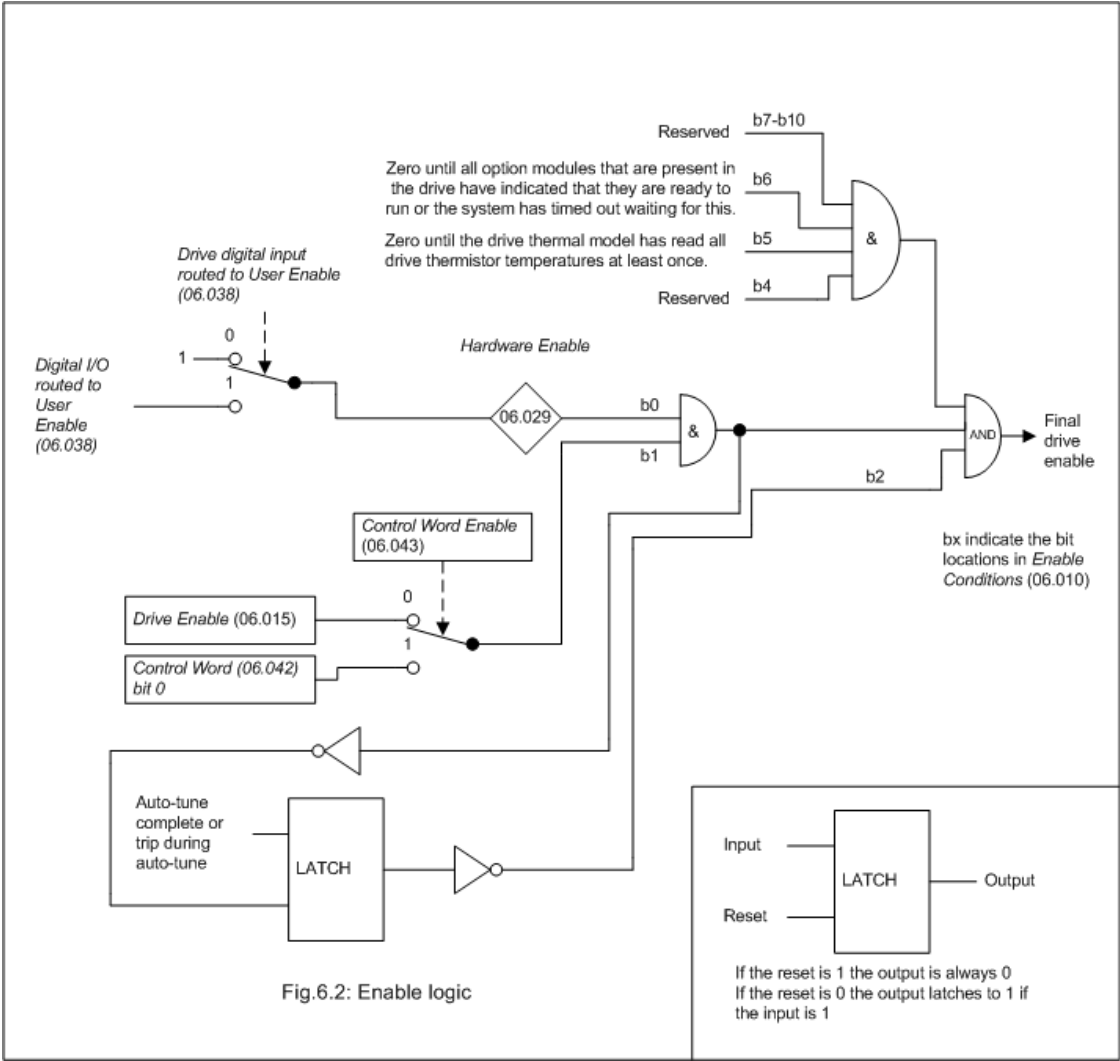 b7-b10
Reserved
Zero until all option modules that are present in
the drive have indicated that they are ready to
run or the system has timed out waiting for this.
b6
Zero until the drive thermal model has read all
drive thermistor temperatures at least once.
b5
&
Reserved
b4
Drive digital input
routed to User Enable
(06.038)
0
1
1
Digital I/O
routed to
User
Enable
(06.038)
Hardware Enable
06.029
b0
b1
&
AND
Final
drive
enable
b2
bx indicate the bit
locations in Enable
Conditions (06.010)
Control Word Enable
(06.043)
0
1
Drive Enable (06.015)
Control Word (06.042)
bit 0
Auto-tune
complete or
trip during
auto-tune
LATCH
Fig.6.2: Enable logic
Input
Reset
LATCH
Output
If the reset is 1 the output is always 0
If the reset is 0 the output latches to 1 if
the input is 1